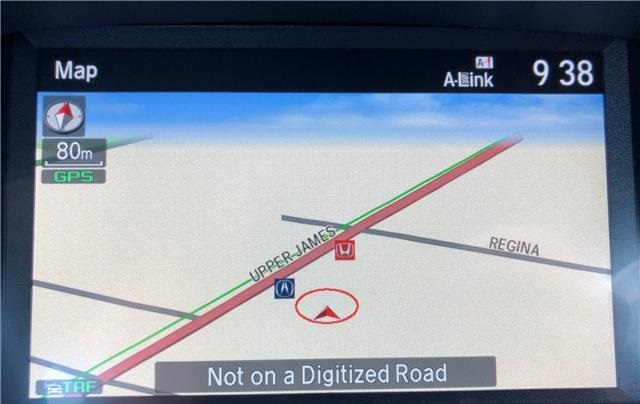 Map
A-Link
9 38
80m
GPS
UPPER JAMES
REGINA
TRF
Not on a Digitized Road